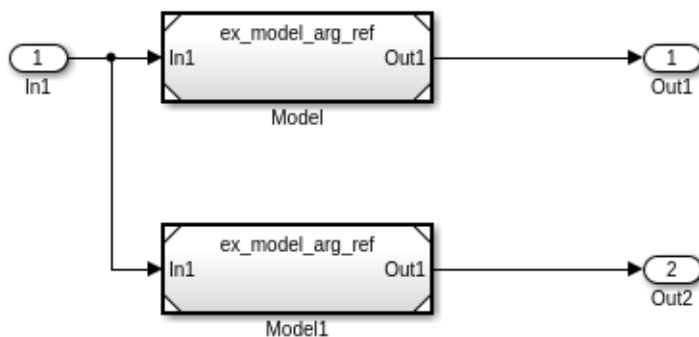 ex_model_arg_ref
1
In1
In1
Out1
1
Out1
Model
ex_model_arg_ref
In1
Out1
2
Out2
Model1